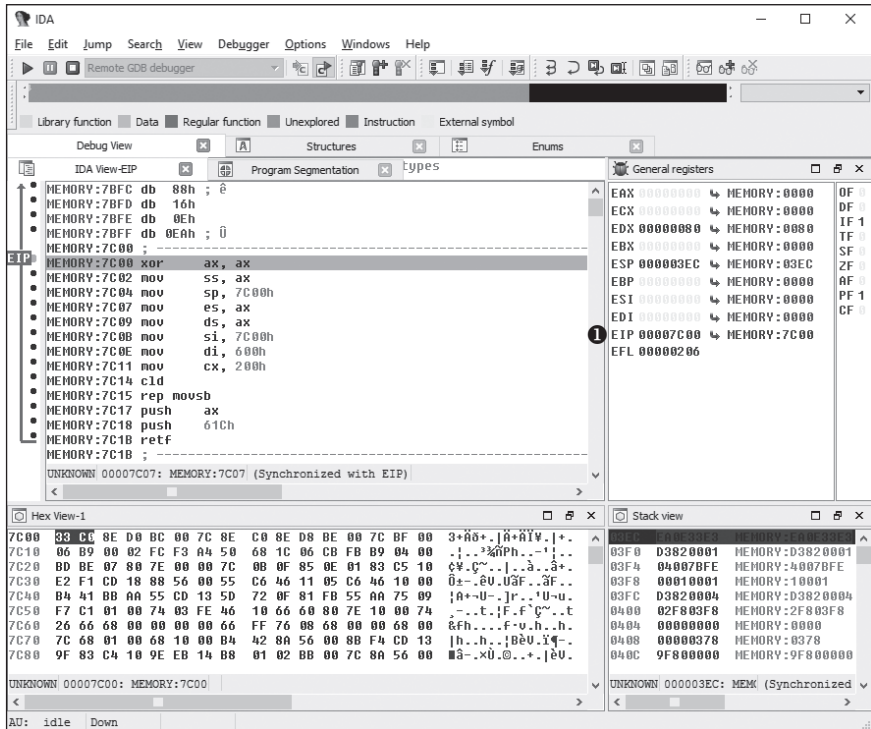 IDA
File Edit Jump Search View Debugger Options Windows Help
Remote GDB debugger
Library function Data Regular function Unexplored Instruction External symbol
Debug View Structures Enums
IDA View-EIP Program Segmentation types
MEMORY:7BFC db 88h ; ê
MEMORY:7BFD db 16h
MEMORY:7BFE db 0Eh
MEMORY:7BFF db 0EAh ; Û
MEMORY:7C00 ; ---
EIP MEMORY:7C00 xor ax, ax
MEMORY:7C02 mov ss, ax
MEMORY:7C04 mov sp, 7C00h
MEMORY:7C07 mov es, ax
MEMORY:7C09 mov ds, ax
MEMORY:7C0B mov si, 7C00h
MEMORY:7C0E mov di, 600h
MEMORY:7C11 mov cx, 200h
MEMORY:7C14 cld
MEMORY:7C15 rep movsb
MEMORY:7C17 push ax
MEMORY:7C18 push 61Ch
MEMORY:7C1B retf
MEMORY:7C1B ; ---
UNKNOWN 00007C07: MEMORY:7C07 (Synchronized with EIP)
General registers
EAX 00000000 MEMORY:0000
ECX 00000000 MEMORY:0000
EDX 00000080 MEMORY:0080
EBX 00000000 MEMORY:0000
ESP 000003EC MEMORY:03EC
EBP 00000000 MEMORY:0000
ESI 00000000 MEMORY:0000
EDI 00000000 MEMORY:0000
1 EIP 00007C00 MEMORY:7C00
EFL 00000206
OF 0
DF 0
IF 1
TF 0
SF 0
ZF 0
AF 0
PF 1
CF 0
Hex View-1
7C00 33 C0 8E D0 BC 00 7C 8E C0 8E D8 BE 00 7C BF 00
7C10 06 B9 00 02 FC F3 A4 50 68 1C 06 CB FB B9 04 00
7C20 BD BE 07 80 7E 00 00 7C 0B 0F 85 0E 01 83 C5 10
7C30 E2 F1 CD 18 88 56 00 55 C6 46 11 05 C6 46 10 00
7C40 B4 41 BB AA 55 CD 13 5D 72 0F 81 FB 55 AA 75 09
7C50 F7 C1 01 00 74 03 FE 46 10 66 60 80 7E 10 00 74
7C60 26 66 68 00 00 00 00 66 FF 76 08 68 00 00 68 00
7C70 7C 68 01 00 68 10 00 B4 42 8A 56 00 8B F4 CD 13
7C80 9F 83 C4 10 9E EB 14 B8 01 02 BB 00 7C 8A 56 00
UNKNOWN 00007C00: MEMORY:7C00
Stack view
03EC EA0E33E3 MEMORY:EA0E33E3
03F0 D3820001 MEMORY:D3820001
03F4 04007BFE MEMORY:4007BFE
03F8 00010001 MEMORY:10001
03FC D3820004 MEMORY:D3820004
0400 02F803F8 MEMORY:2F803F8
0404 00000000 MEMORY:0000
0408 00000378 MEMORY:0378
040C 9F800000 MEMORY:9F800000
UNKNOWN 000003EC: MEMO (Synchronized
AU: idle Down